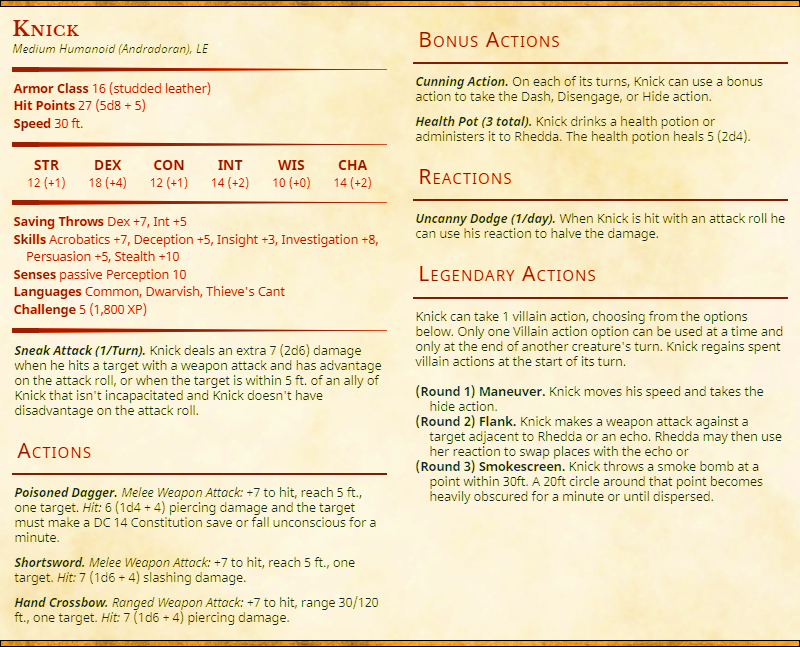 Knick
Medium Humanoid (Andradoran), LE
Armor Class 16 (studded leather)
Hit Points 27 (5d8 + 5)
Speed 30 ft.
STR DEX CON INT WIS CHA
12 (+1) 18 (+4) 12 (+1) 14 (+2) 10 (+0) 14 (+2)
Saving Throws Dex +7, Int +5
Skills Acrobatics +7, Deception +5, Insight +3, Investigation +8,
Persuasion +5, Stealth +10
Senses passive Perception 10
Languages Common, Dwarvish, Thieve's Cant
Challenge 5 (1,800 XP)
Sneak Attack (1/Turn). Knick deals an extra 7 (2d6) damage
when he hits a target with a weapon attack and has advantage
on the attack roll, or when the target is within 5 ft. of an ally of
Knick that isn't incapacitated and Knick doesn't have
disadvantage on the attack roll.
Actions
Poisoned Dagger. Melee Weapon Attack: +7 to hit, reach 5 ft.,
one target. Hit: 6 (1d4 + 4) piercing damage and the target
must make a DC 14 Constitution save or fall unconscious for a
minute.
Shortsword. Melee Weapon Attack: +7 to hit, reach 5 ft., one
target. Hit: 7 (1d6 + 4) slashing damage.
Hand Crossbow. Ranged Weapon Attack: +7 to hit, range 30/120
ft., one target. Hit: 7 (1d6 + 4) piercing damage.
Bonus Actions
Cunning Action. On each of its turns, Knick can use a bonus
action to take the Dash, Disengage, or Hide action.
Health Pot (3 total). Knick drinks a health potion or
administers it to Rhedda. The health potion heals 5 (2d4).
Reactions
Uncanny Dodge (1/day). When Knick is hit with an attack roll he
can use his reaction to halve the damage.
Legendary Actions
Knick can take 1 villain action, choosing from the options
below. Only one Villain action option can be used at a time and
only at the end of another creature's turn. Knick regains spent
villain actions at the start of its turn.
(Round 1) Maneuver. Knick moves his speed and takes the
hide action.
(Round 2) Flank. Knick makes a weapon attack against a
target adjacent to Rhedda or an echo. Rhedda may then use
her reaction to swap places with the echo or
(Round 3) Smokescreen. Knick throws a smoke bomb at a
point within 30ft. A 20ft circle around that point becomes
heavily obscured for a minute or until dispersed.